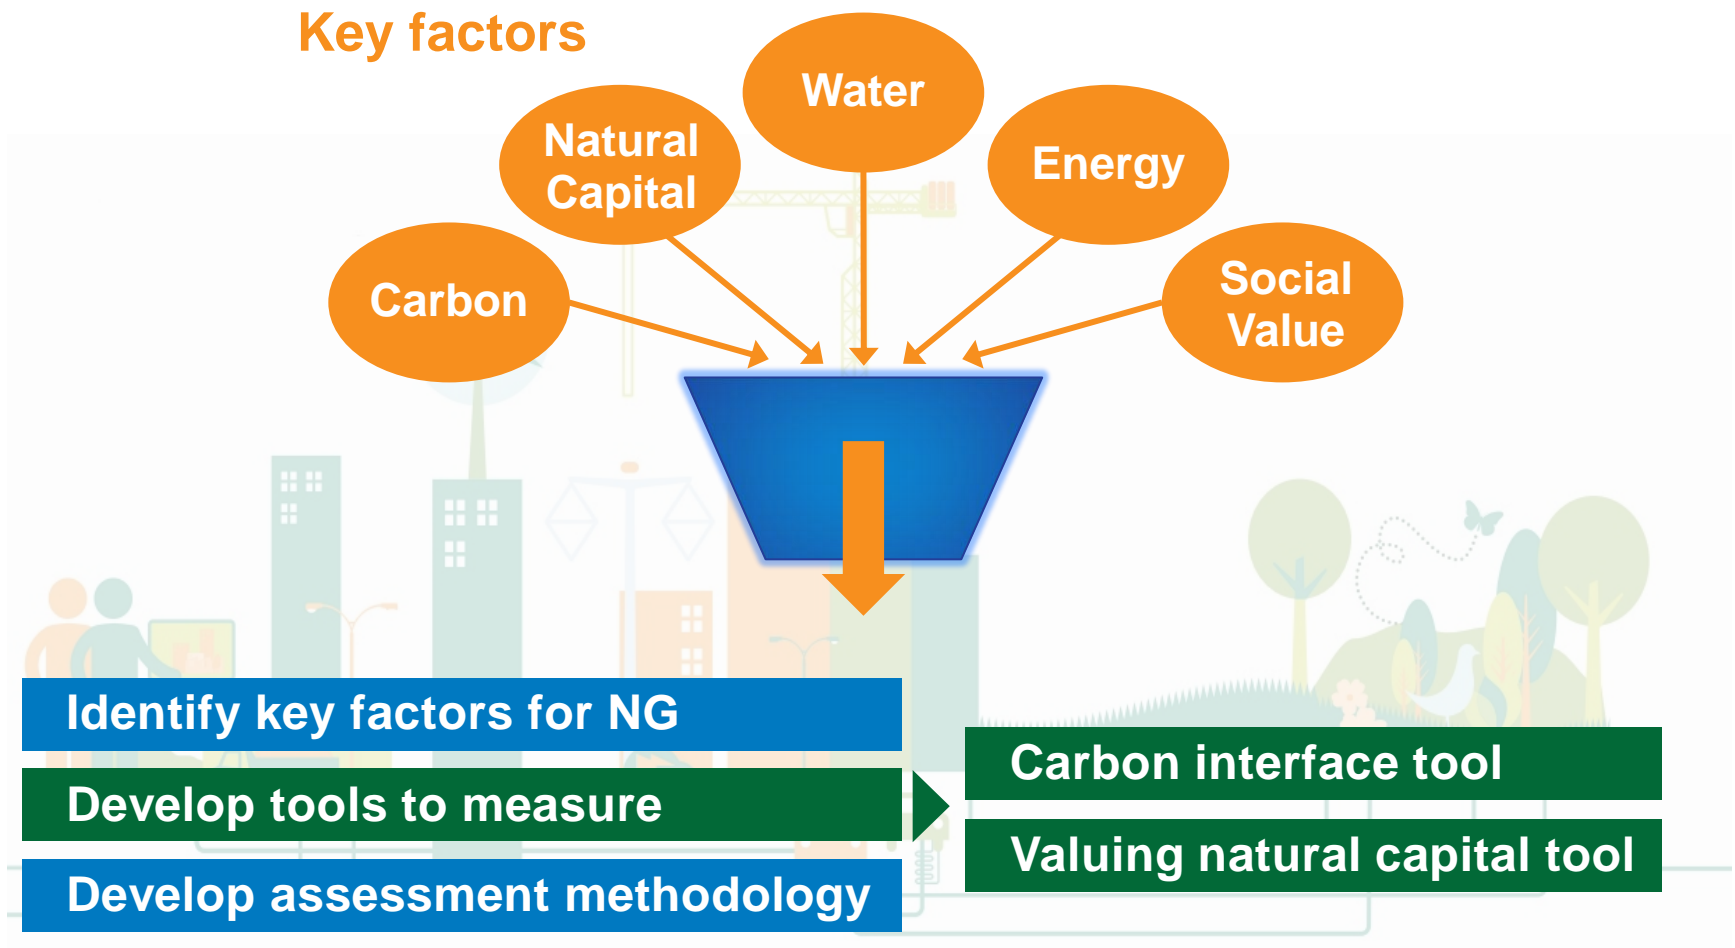 Key factors
Water
Natural
Capital
Energy
Carbon
Social
Value
Identify key factors for NG
Develop tools to measure
Develop assessment methodology
Carbon interface tool
Valuing natural capital tool